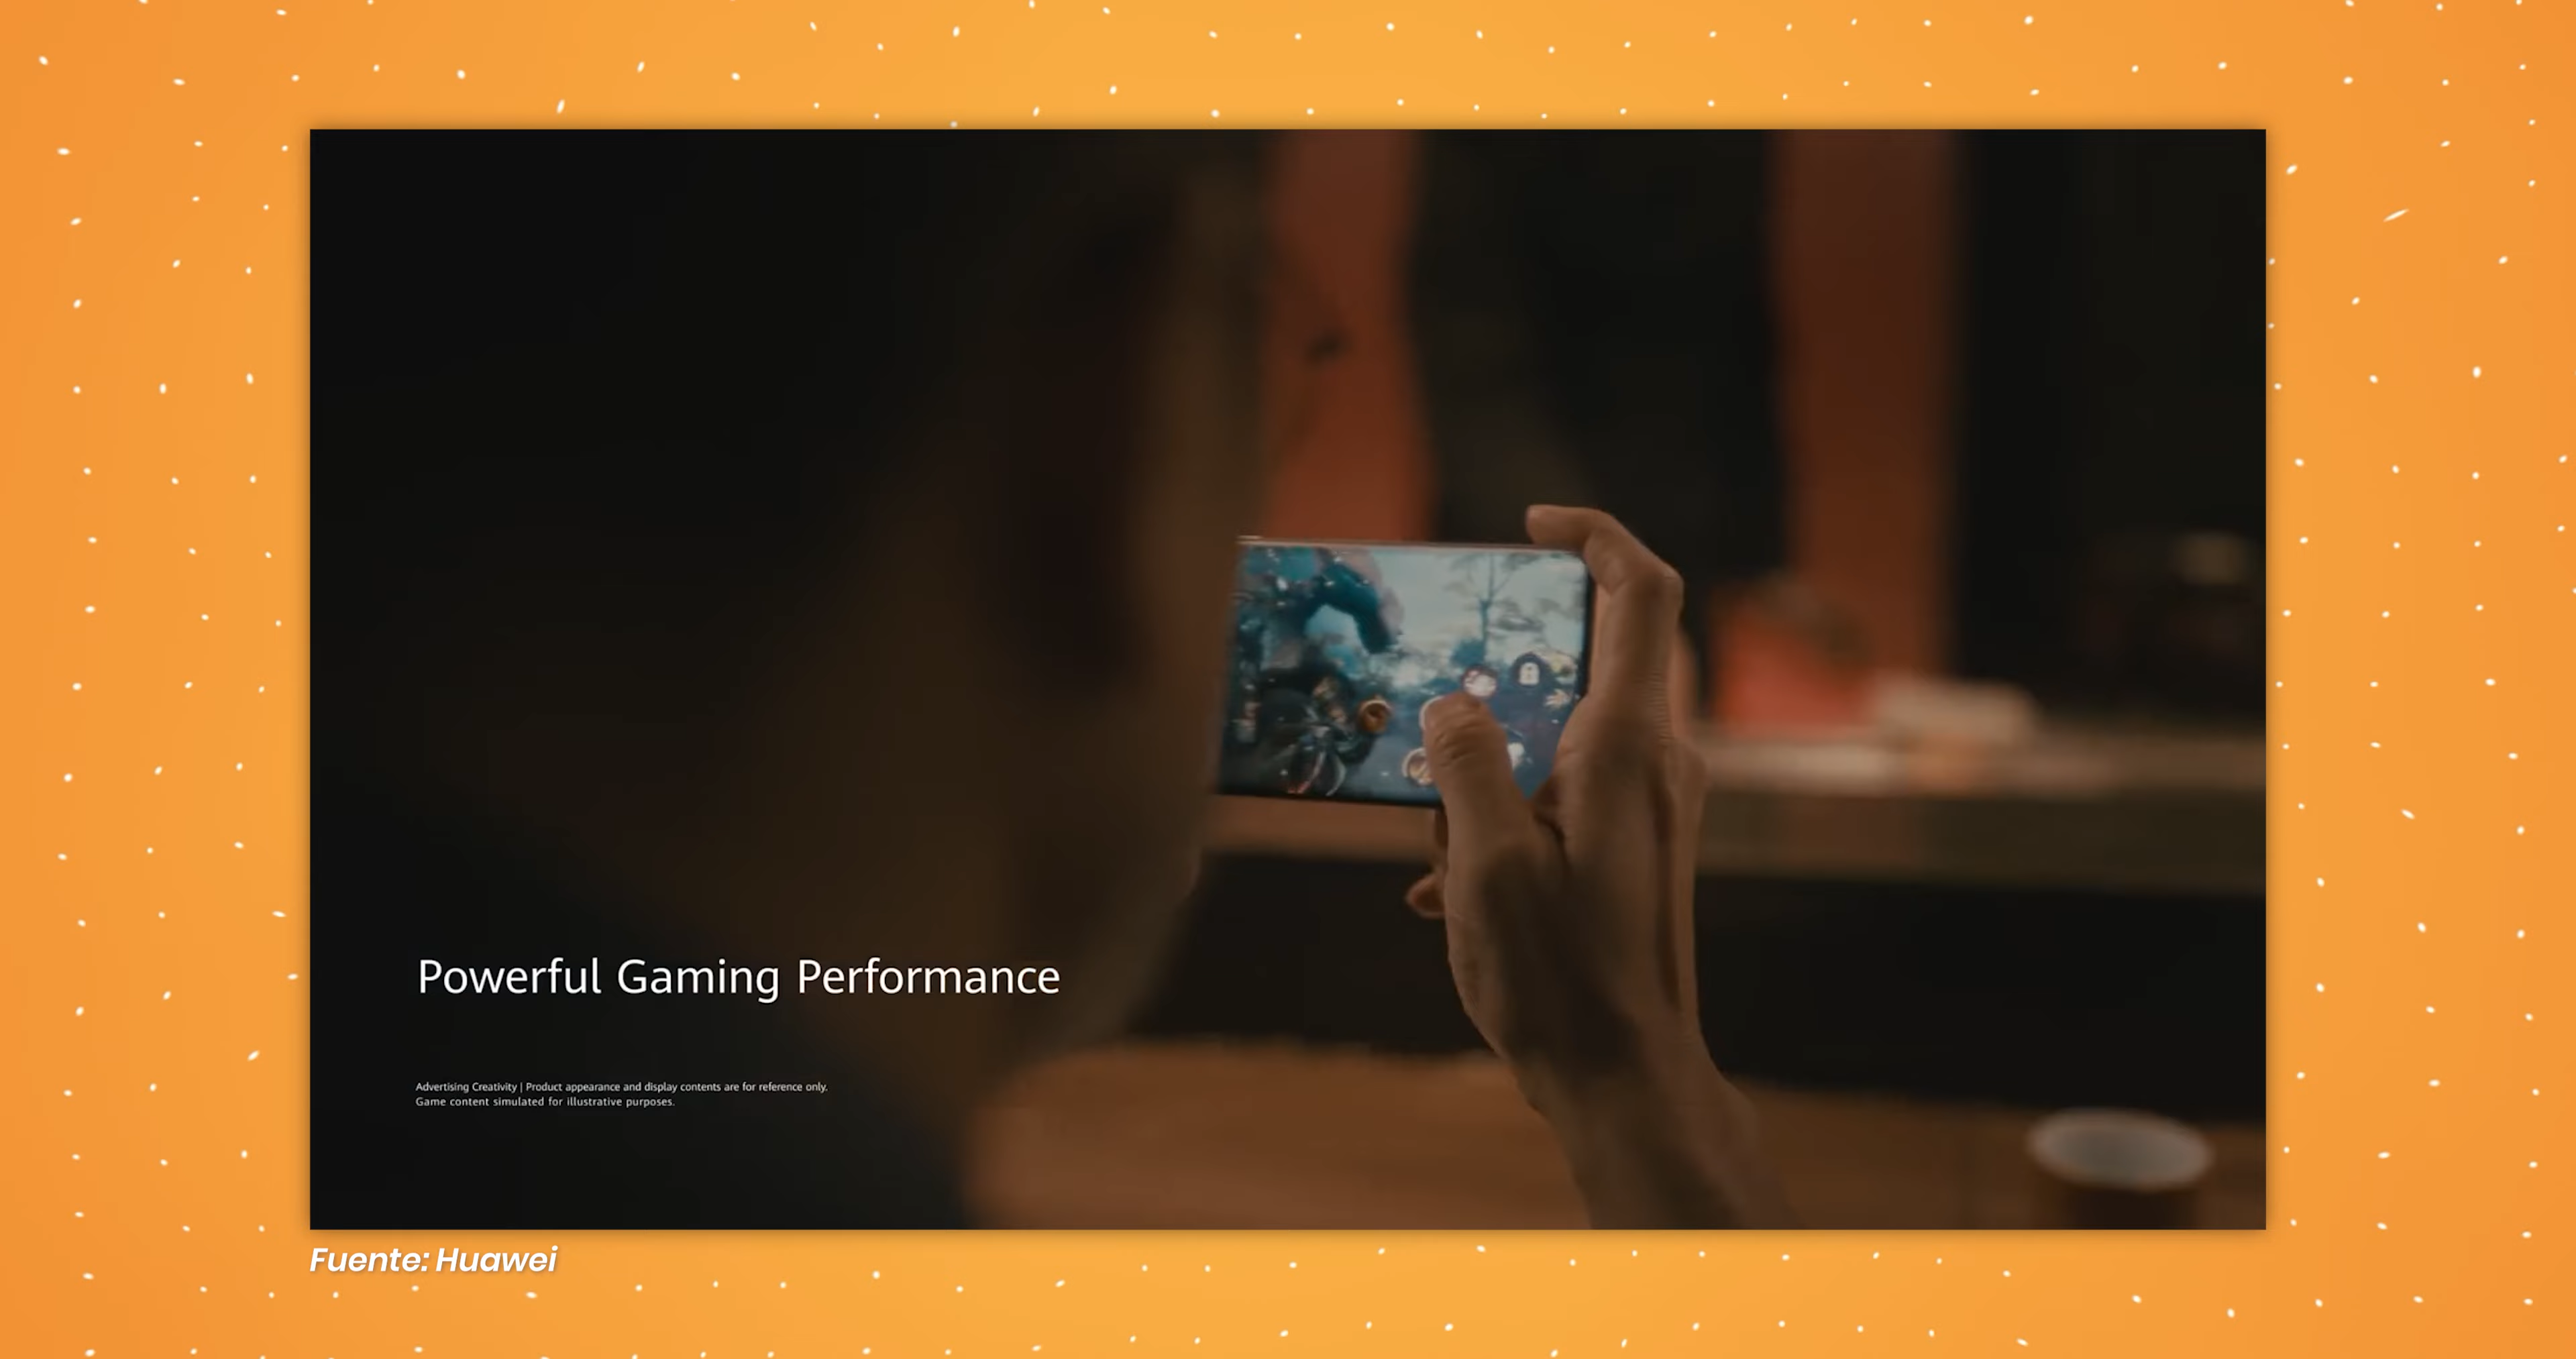 Powerful Gaming Performance
Advertising Creativity | Product appearance and display contents are for reference only.
Game content simulated for illustrative purposes.
Fuente: Huawei